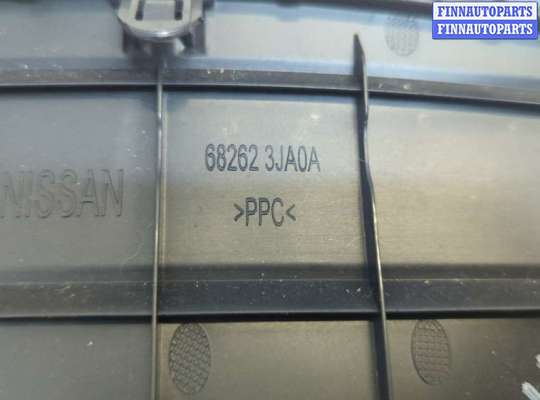 FINNAUTOPARTS
FINNAUTOPARTS
68262 3JA0A
NISSAN
>PPC<